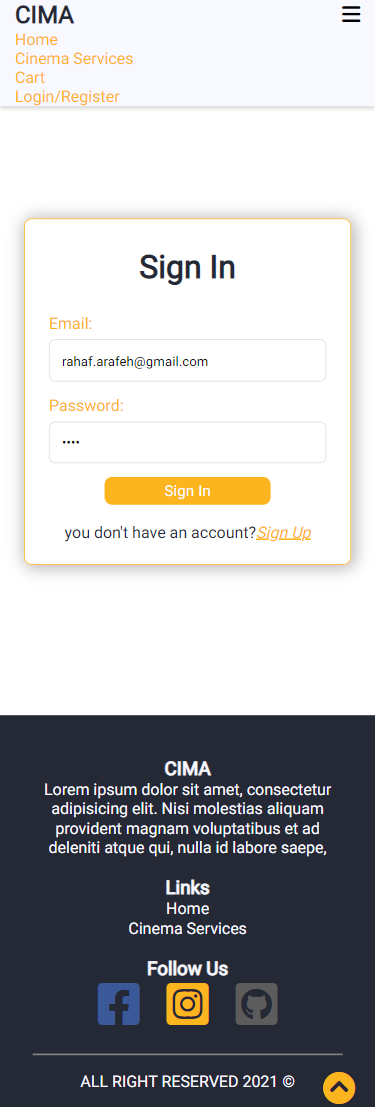 CIMA
Home
Cinema Services
Cart
Login/Register
Sign In
Email:
rahaf.arafeh@gmail.com
Password:
••••
Sign In
you don't have an account?Sign Up
CIMA
Lorem ipsum dolor sit amet, consectetur
adipisicing elit. Nisi molestias aliquam
provident magnam voluptatibus et ad
deleniti atque qui, nulla id labore saepe,
Links
Home
Cinema Services
Follow Us
ALL RIGHT RESERVED 2021 ©